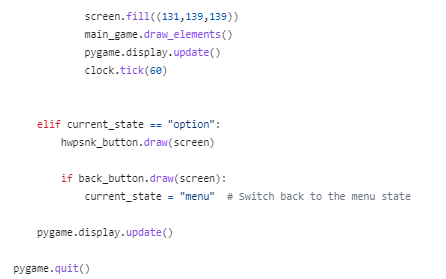 screen.fill((131,139,139))
main_game.draw_elements()
pygame.display.update()
clock.tick(60)
elif current_state == "option":
hwpsnk_button.draw(screen)
if back_button.draw(screen):
current_state = "menu"  # Switch back to the menu state
pygame.display.update()
pygame.quit()